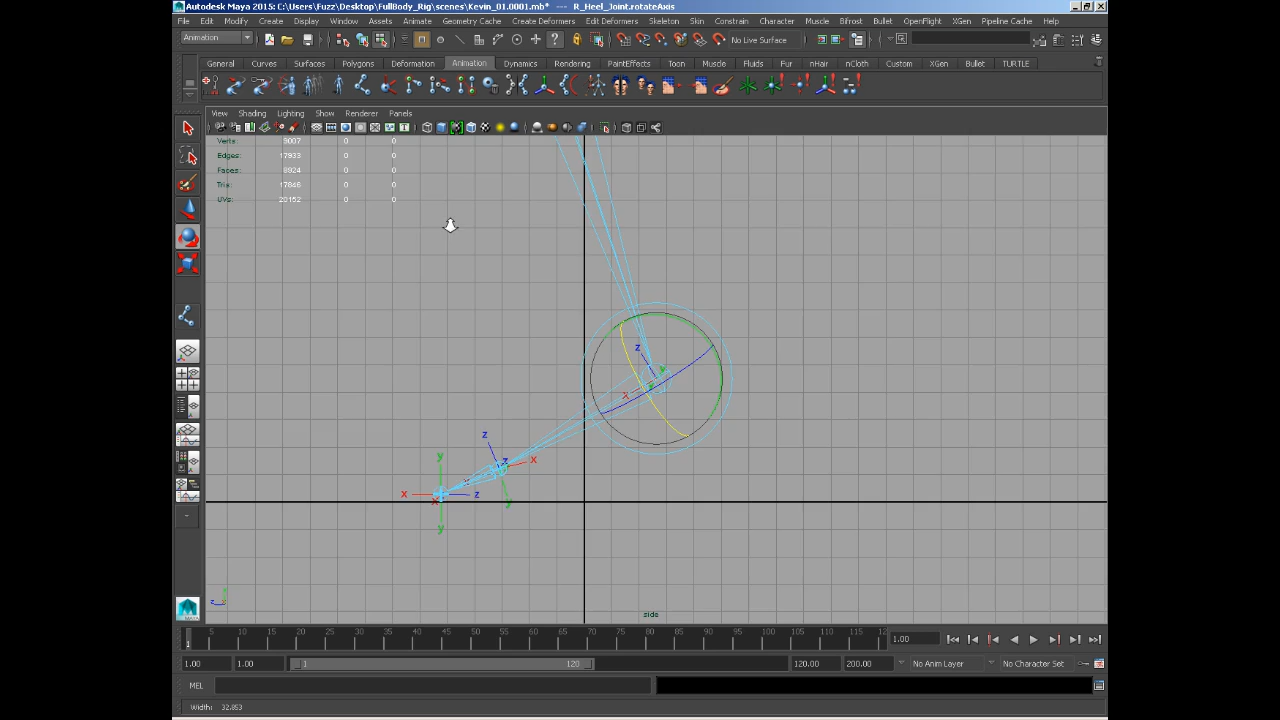 Autodesk Maya 2015: C:\Users\Fuzz\Desktop\FullBody_Rig\scenes\Kevin_01.0001.mb* --- R_Heel_Joint.rotateAxis
File Edit Modify Create Display Window Assets Animate Geometry Cache Create Deformers Edit Deformers Skeleton Skin Constrain Character Muscle Bifrost Bullet OpenFlight XGen Pipeline Cache Help
Animation No Live Surface
General Curves Surfaces Polygons Deformation Animation Dynamics Rendering PaintEffects Toon Muscle Fluids Fur nHair nCloth Custom XGen Bullet TURTLE
View Shading Lighting Show Renderer Panels
Verts: 9007 0 0
Edges: 17933 0 0
Faces: 8924 0 0
Tris: 17846 0 0
UVs: 20152 0 0
z
x
z
y z x
x z
x
y
y
y
z
side
5 10 15 20 25 30 35 40 45 50 55 60 65 70 75 80 85 90 95 100 105 110 115 12
1.00
1.00 1.00 1 120 120.00 200.00 No Anim Layer No Character Set
MEL
Width: 32.853